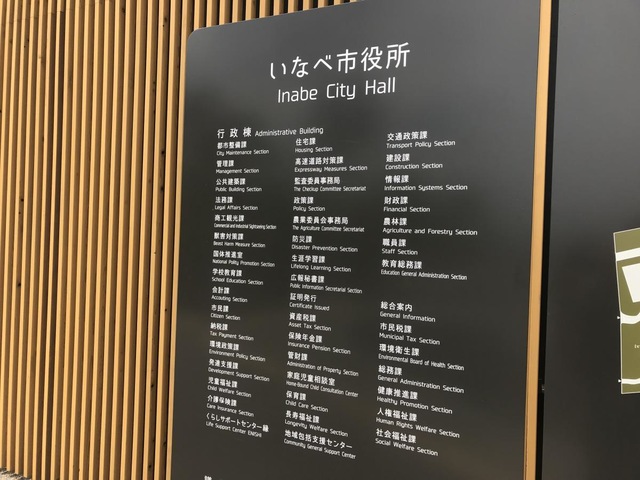 いなべ市役所
Inabe City Hall
行政棟 Administrative Building
都市整備課
City Maintenance Section
管理課
Management Section
公共建築課
Public Building Section
法務課
Legal Affairs Section
商工観光課
Commercial and Industrial Sightseeing Section
獣害対策課
Beast Harm Measure Section
国体推進室
National Polity Promotion Section
学校教育課
School Education Section
会計課
Accouting Section
市民課
Citizen Section
納税課
Tax Payment Section
環境政策課
Environment Policy Section
発達支援課
Development Support Section
児童福祉課
Child Welfare Section
介護保険課
Care Insurance Section
くらしサポートセンター縁
Life Support Center ENISHI
住宅課
Housing Section
高速道路対策課
Expressway Measures Section
監査委員事務局
The Checkup Committee Secretariat
政策課
Policy Section
農業委員会事務局
The Agriculture Committee Secretariat
防災課
Disaster Prevention Section
生涯学習課
Lifelong Learning Section
広報秘書課
Public Information Secretarial Section
証明発行
Certificate Issued
資産税課
Asset Tax Section
保険年金課
Insurance Pension Section
管財課
Administration of Property Section
家庭児童相談室
Home-Bound Child Consultation Center
保育課
Child Care Section
長寿福祉課
Longevity Welfare Section
地域包括支援センター
Community General Support Center
交通政策課
Transport Policy Section
建設課
Construction Section
情報課
Information Systems Section
財政課
Financial Section
農林課
Agriculture and Forestry Section
職員課
Staff Section
教育総務課
Education General Administration Section
総合案内
General Information
市民税課
Municipal Tax Section
環境衛生課
Environmental Board of Health Section
総務課
General Administration Section
健康推進課
Healthy Promotion Section
人権福祉課
Human Rights Welfare Section
社会福祉課
Social Welfare Section